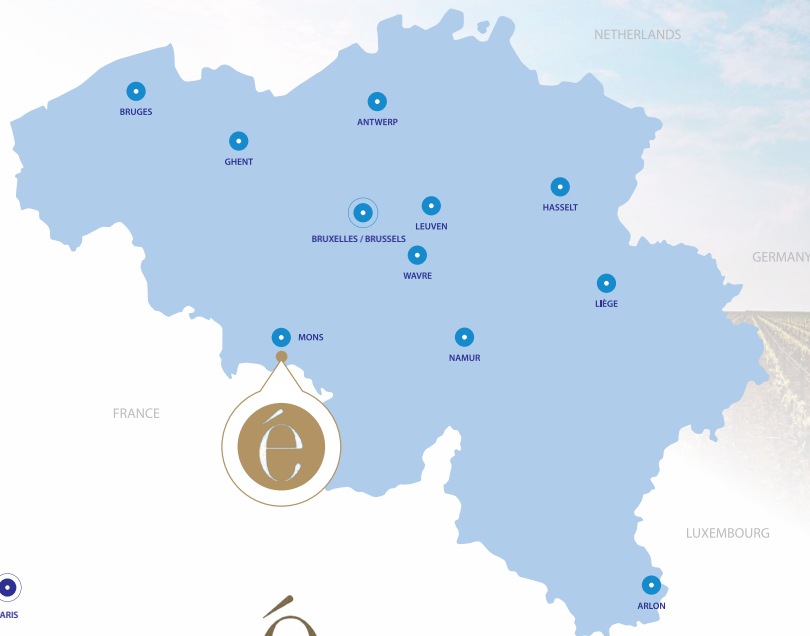 NETHERLANDS
BRUGES
ANTWERP
GHENT
HASSELT
LEUVEN
BRUXELLES / BRUSSELS
GERMANY
WAVRE
LIÈGE
MONS
NAMUR
FRANCE
é
LUXEMBOURG
ARIS
ARLON
é